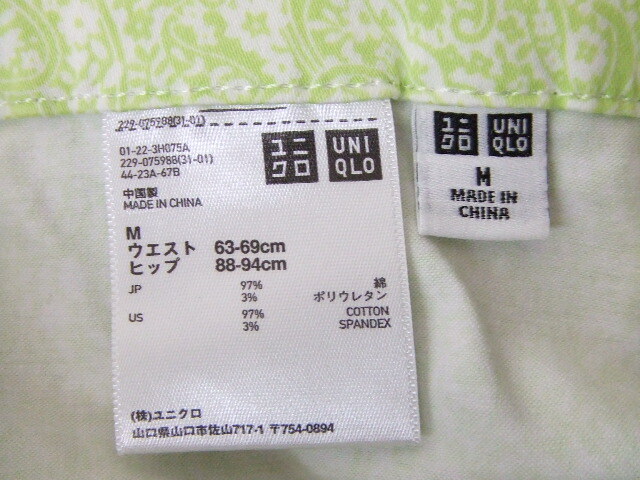 229-075988(31-01)
01-22-3H075A
229-075988(31-01)
44-23A-67B
ユニクロ UNIQLO
中国製
MADE IN CHINA
M
ウエスト 63-69cm
ヒップ 88-94cm
JP 97% 綿
3% ポリウレタン
US 97% COTTON
3% SPANDEX
(株)ユニクロ
山口県山口市佐山717-1 〒754-0894
ユニクロ UNIQLO
M
MADE IN
CHINA